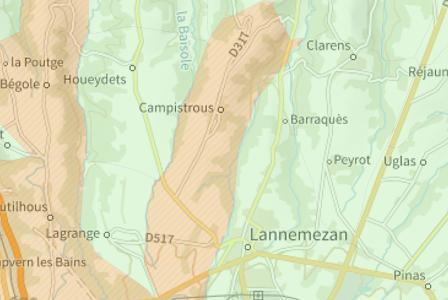 la Baïsole
D317
Clarens
la Poutge
Réjaum
Bégole
Houeydets
Campistrous
Barraquès
Peyrot
Uglas
utilhous
Lagrange
D517
Lannemezan
pvern les Bains
Pinas